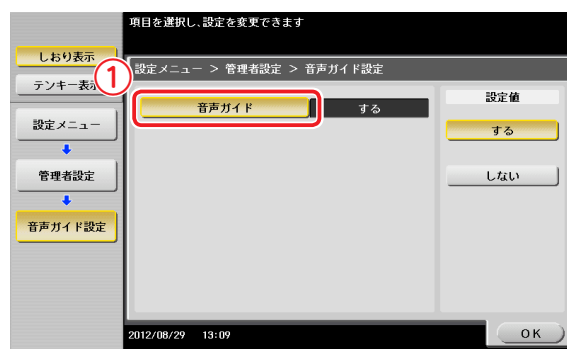 項目を選択し、設定を変更できます
しおり表示
テンキー表示
1
設定メニュー > 管理者設定 > 音声ガイド設定
音声ガイド
する
設定値
する
しない
設定メニュー
管理者設定
音声ガイド設定
2012/08/29 13:09
OK